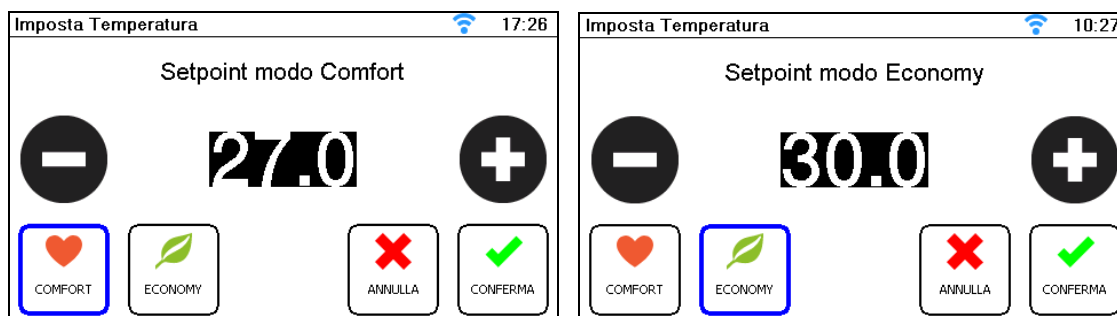 Imposta Temperatura 17:26
Setpoint modo Comfort
27.0
COMFORT ECONOMY ANNULLA CONFERMA
Imposta Temperatura 10:27
Setpoint modo Economy
30.0
COMFORT ECONOMY ANNULLA CONFERMA